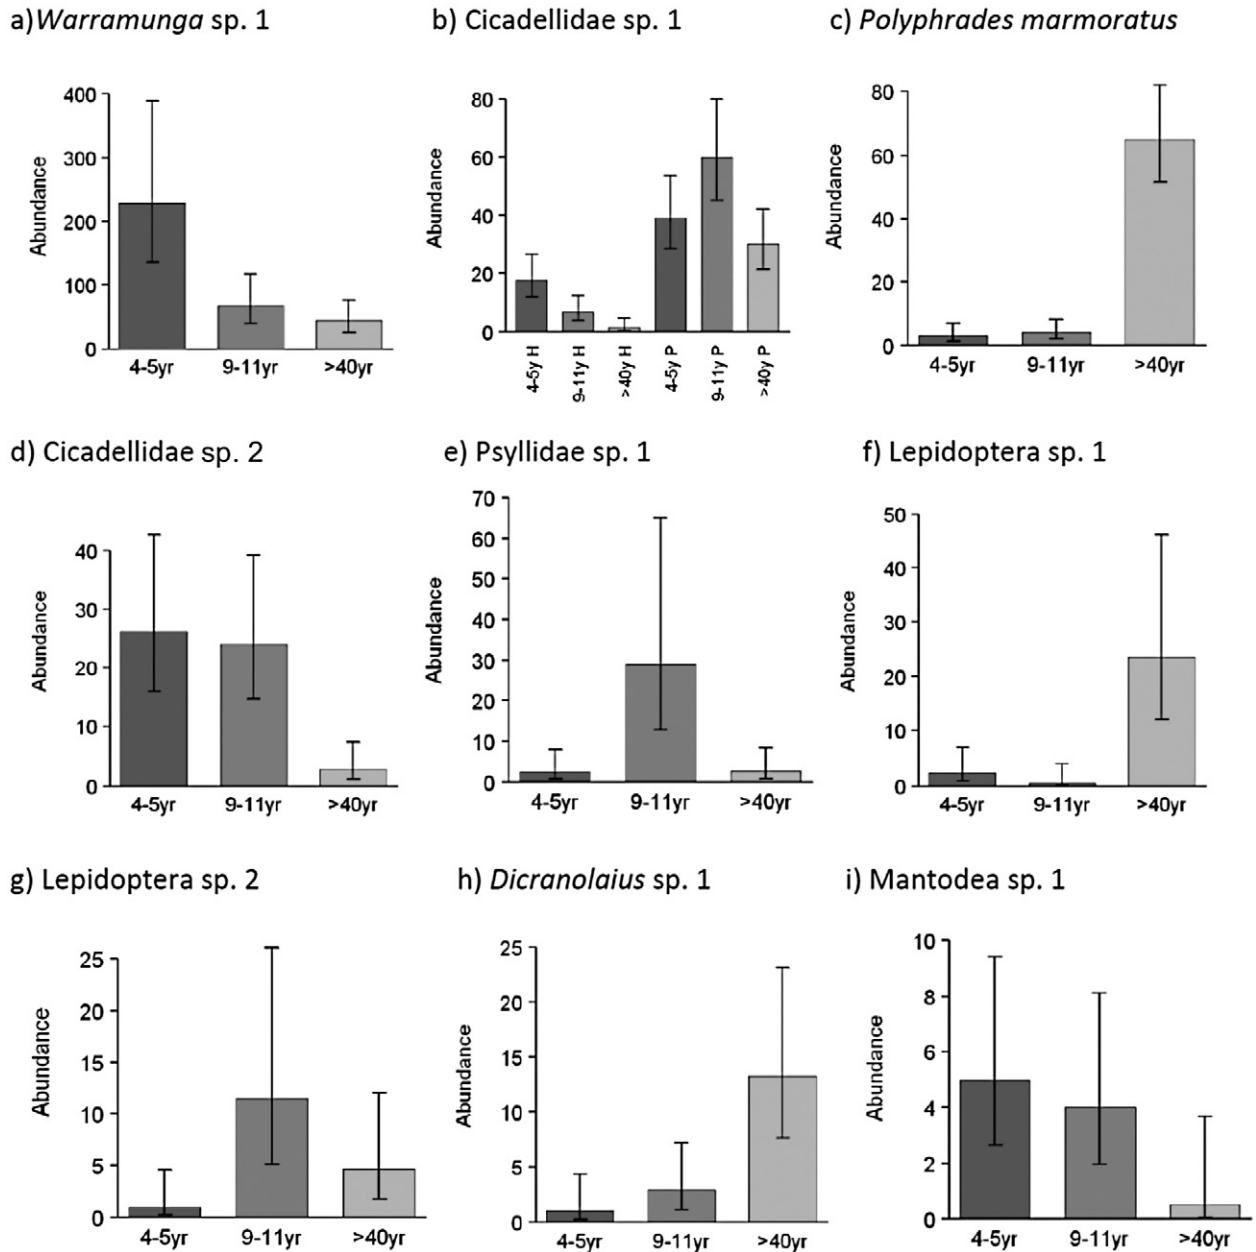 a)Warramunga sp. 1
b) Cicadellidae sp. 1
c) Polyphrades marmoratus
400
300
200
100
0
Abundance
4-5yr 9-11yr >40yr
80
60
40
20
0
Abundance
4-5y H 9-11y H >40y H 4-5y P 9-11y P >40y P
80
60
40
20
0
Abundance
4-5yr 9-11yr >40yr
d) Cicadellidae sp. 2
e) Psyllidae sp. 1
f) Lepidoptera sp. 1
40
30
20
10
0
Abundance
4-5yr 9-11yr >40yr
70
60
50
40
30
20
10
0
Abundance
4-5yr 9-11yr >40yr
50
40
30
20
10
0
Abundance
4-5yr 9-11yr >40yr
g) Lepidoptera sp. 2
h) Dicranolaius sp. 1
i) Mantodea sp. 1
25
20
15
10
5
0
Abundance
4-5yr 9-11yr >40yr
25
20
15
10
5
0
Abundance
4-5yr 9-11yr >40yr
10
8
6
4
2
0
Abundance
4-5yr 9-11yr >40yr